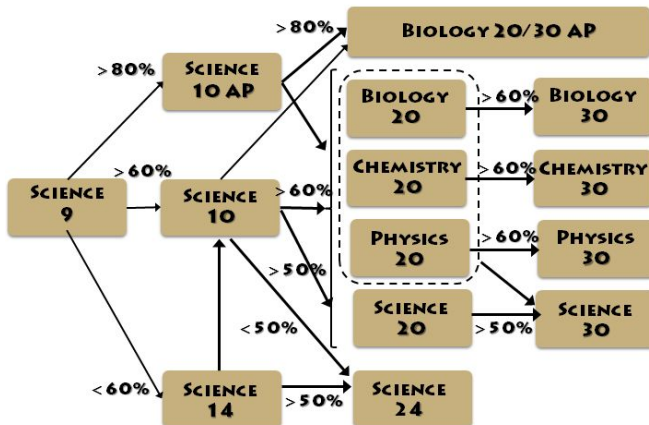 >80%
BIOLOGY 20/30 AP
>80%
SCIENCE
10 AP
BIOLOGY
20
>60%
BIOLOGY
30
>60%
SCIENCE
9
SCIENCE
10
>60%
CHEMISTRY
20
>60%
CHEMISTRY
30
PHYSICS
20
>60%
PHYSICS
30
>50%
SCIENCE
20
>50%
SCIENCE
30
<50%
<60%
SCIENCE
14
>50%
SCIENCE
24